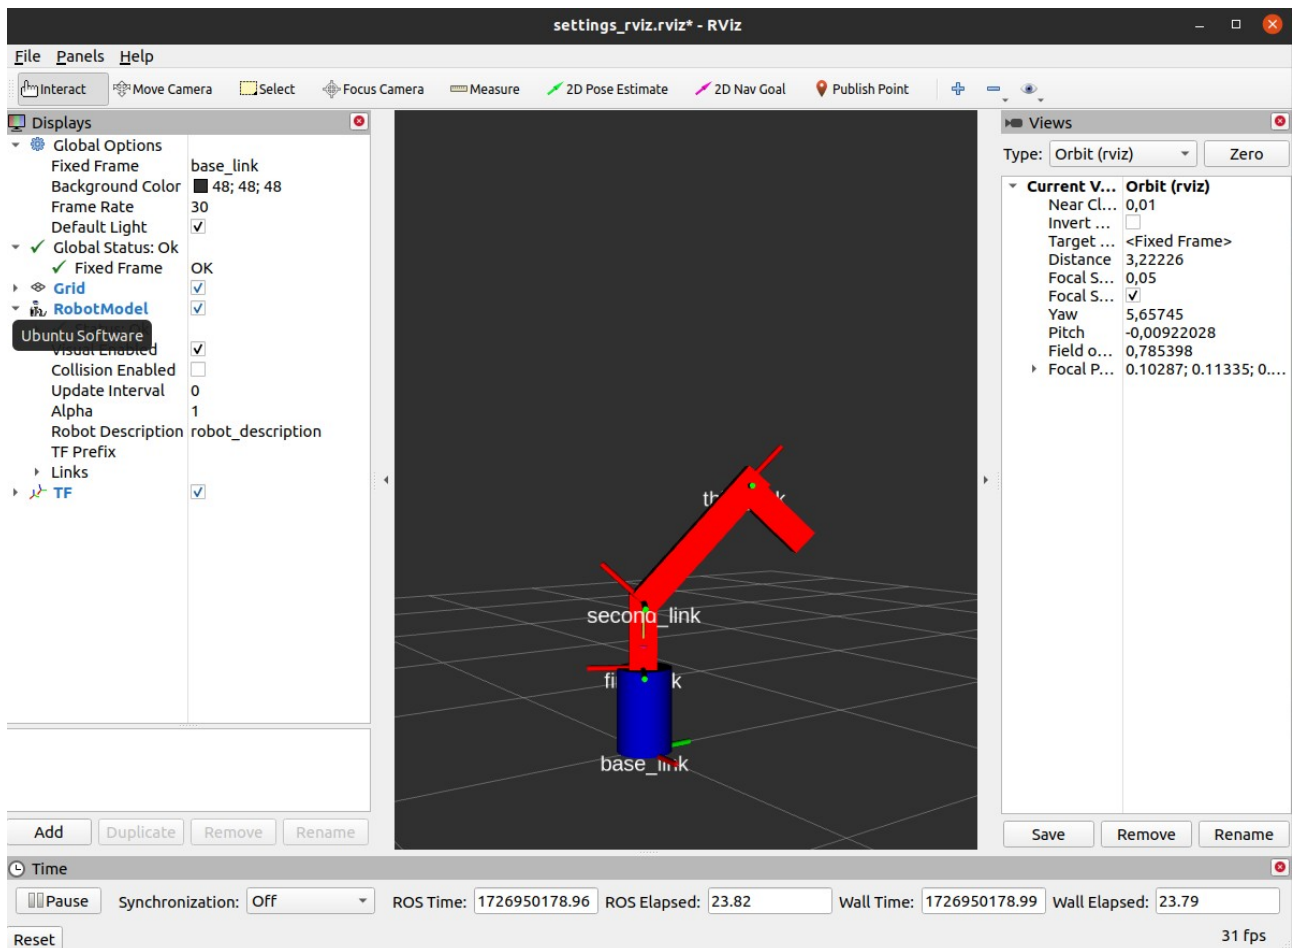 settings_rviz.rviz* - RViz
File Panels Help
Interact Move Camera Select Focus Camera Measure 2D Pose Estimate 2D Nav Goal Publish Point
Displays
Global Options
Fixed Frame base_link
Background Color 48; 48; 48
Frame Rate 30
Default Light
Global Status: Ok
Fixed Frame OK
Grid
RobotModel
Ubuntu Software
Visual Enabled
Collision Enabled
Update Interval 0
Alpha 1
Robot Description robot_description
TF Prefix
Links
TF
Add Duplicate Remove Rename
second_link
base_link
Views
Type: Orbit (rviz) Zero
Current V... Orbit (rviz)
Near Cl... 0,01
Invert ...
Target ... <Fixed Frame>
Distance 3,22226
Focal S... 0,05
Focal S...
Yaw 5,65745
Pitch -0,00922028
Field o... 0,785398
Focal P... 0.10287; 0.11335; 0....
Save Remove Rename
Time
Pause Synchronization: Off ROS Time: 1726950178.96 ROS Elapsed: 23.82 Wall Time: 1726950178.99 Wall Elapsed: 23.79
Reset 31 fps